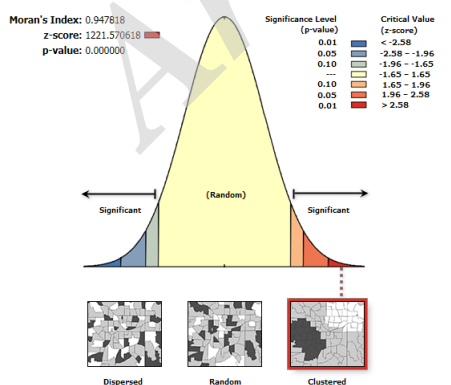 Moran's Index: 0.947818
z-score: 1221.570618
p-value: 0.000000
Significance Level
(p-value)
Critical Value
(z-score)
0.01 < -2.58
0.05 -2.58 - -1.96
0.10 -1.96 - -1.65
--- -1.65 - 1.65
0.10 1.65 - 1.96
0.05 1.96 - 2.58
0.01 > 2.58
(Random)
Significant
Significant
Dispersed
Random
Clustered